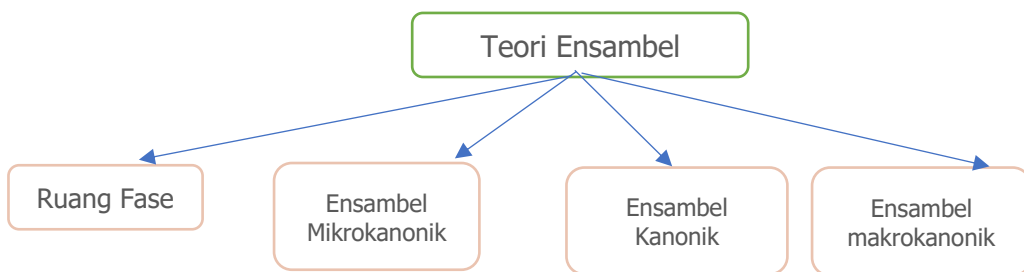 Teori Ensambel
Ruang Fase
Ensambel
Mikrokanonik
Ensambel
Kanonik
Ensambel
makrokanonik